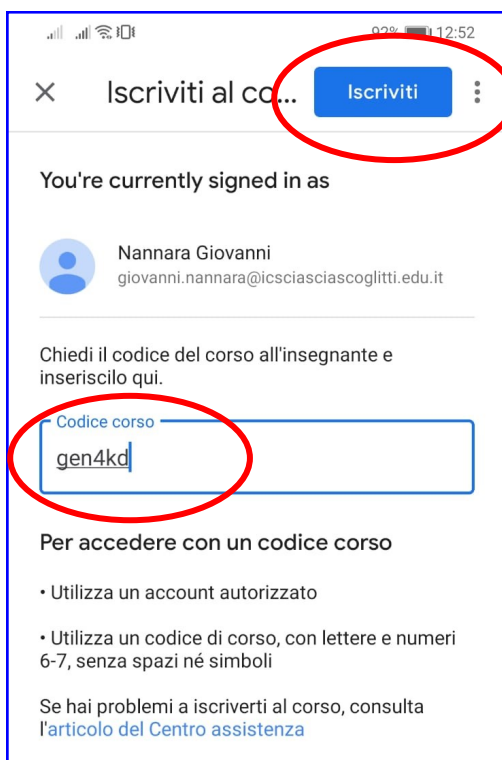 92% 12:52
Iscriviti al co... Iscriviti
You're currently signed in as
Nannara Giovanni
giovanni.nannara@icsciasciascoglitti.edu.it
Chiedi il codice del corso all'insegnante e
inseriscilo qui.
Codice corso
gen4kd
Per accedere con un codice corso
• Utilizza un account autorizzato
• Utilizza un codice di corso, con lettere e numeri
6-7, senza spazi né simboli
Se hai problemi a iscriverti al corso, consulta
l'articolo del Centro assistenza